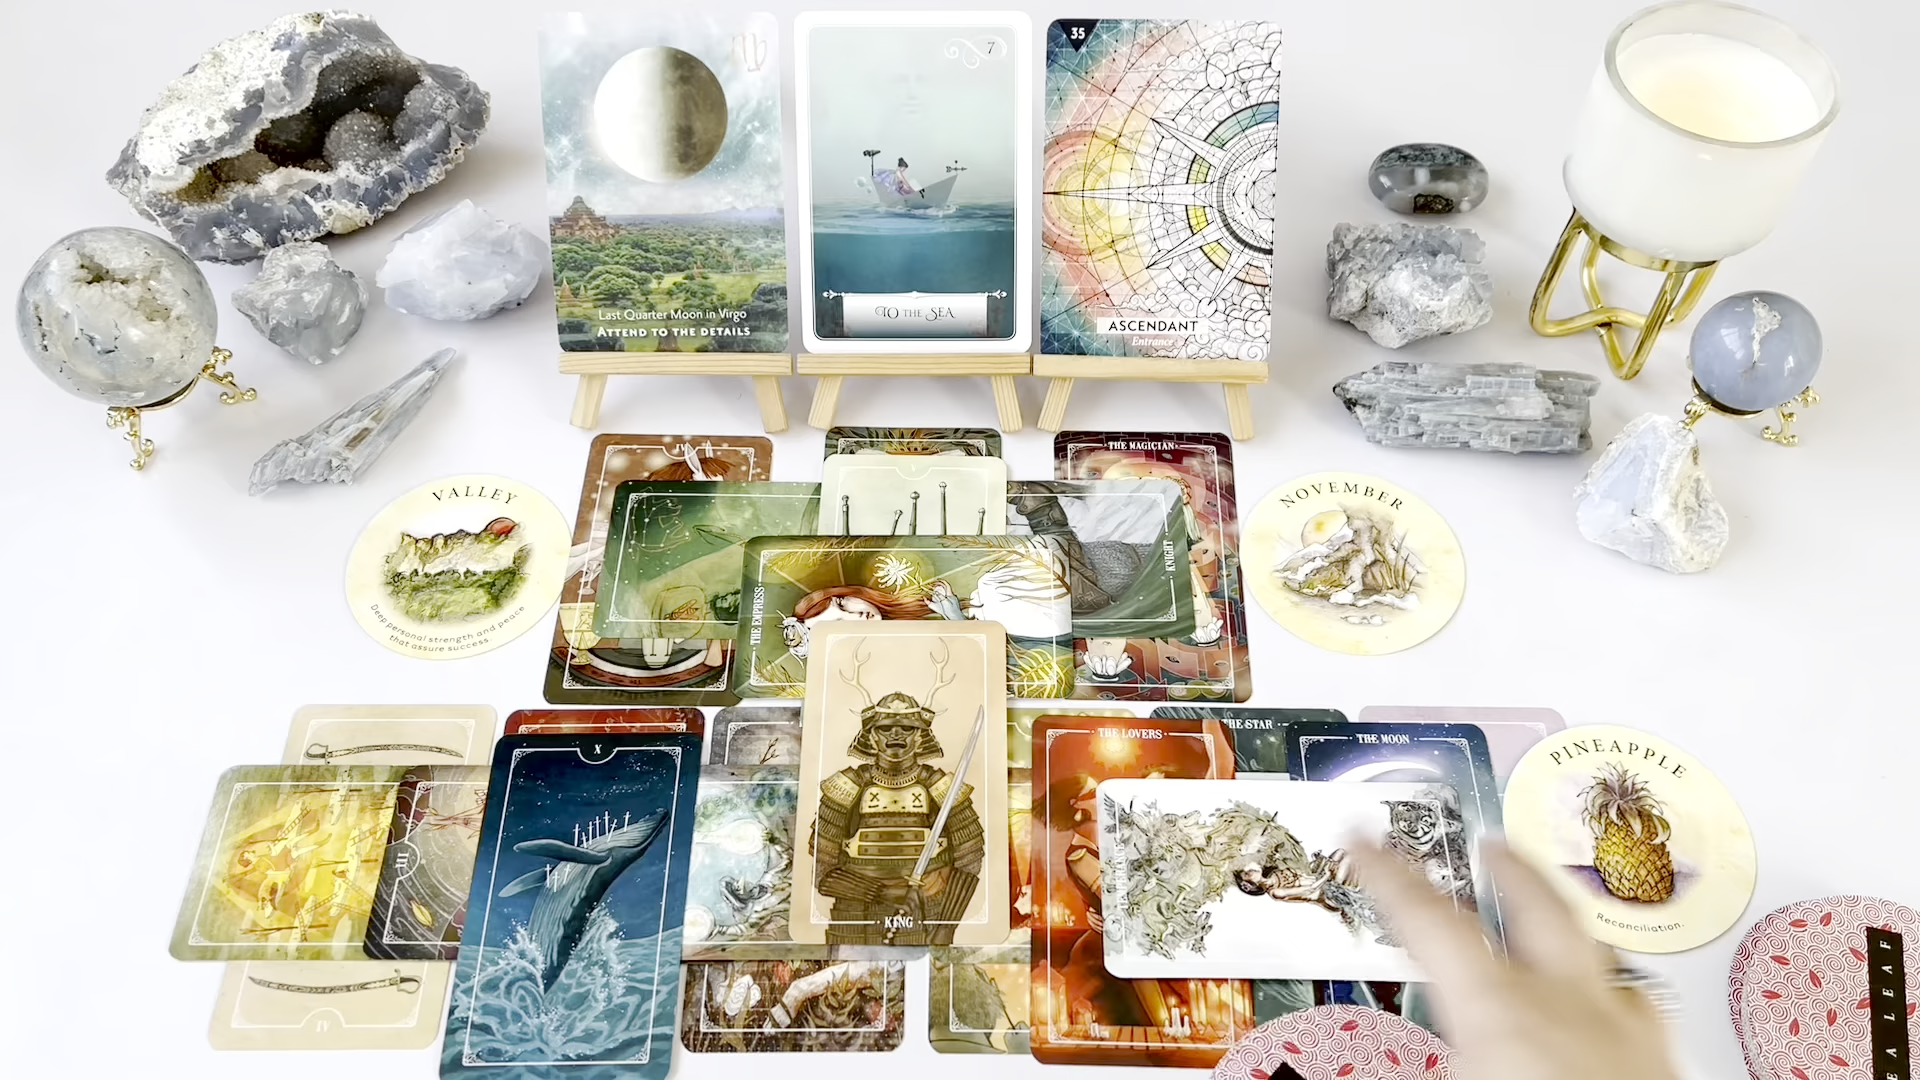 Last Quarter Moon in Virgo
ATTEND TO THE DETAILS
7
TO THE SEA
35
ASCENDANT
Entrance
VALLEY
Deep personal strength and peace
that assure success.
IV
V
THE MAGICIAN
KNIGHT
THE EMPRESS
NOVEMBER
IV
III
X
KING
THE LOVERS
THE STAR
THE MOON
PINEAPPLE
Reconciliation.